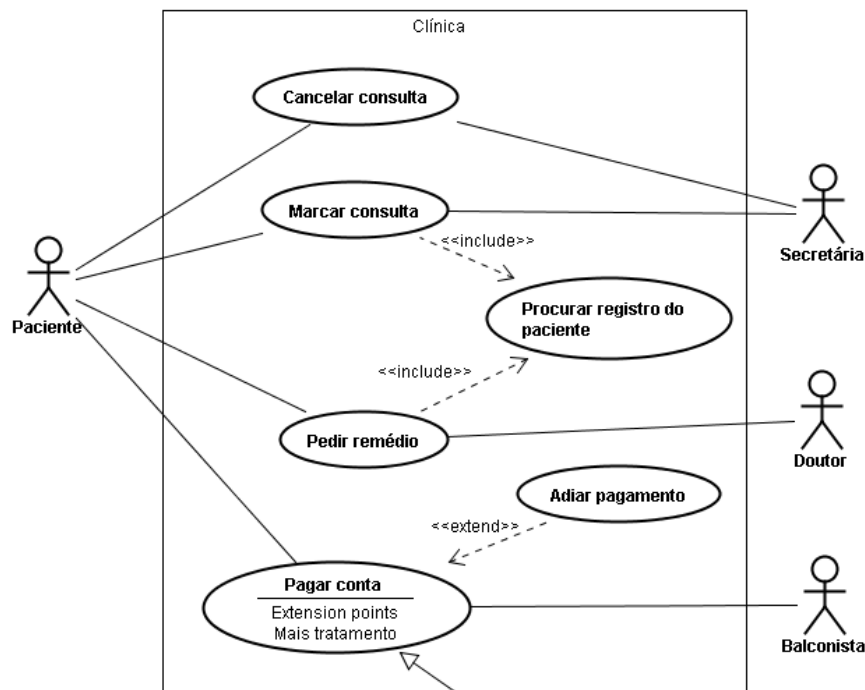 Clínica
Cancelar consulta
Marcar consulta
<<include>>
Secretária
Paciente
Procurar registro do
paciente
<<include>>
Pedir remédio
Doutor
Adiar pagamento
<<extend>>
Pagar conta
Extension points
Mais tratamento
Balconista